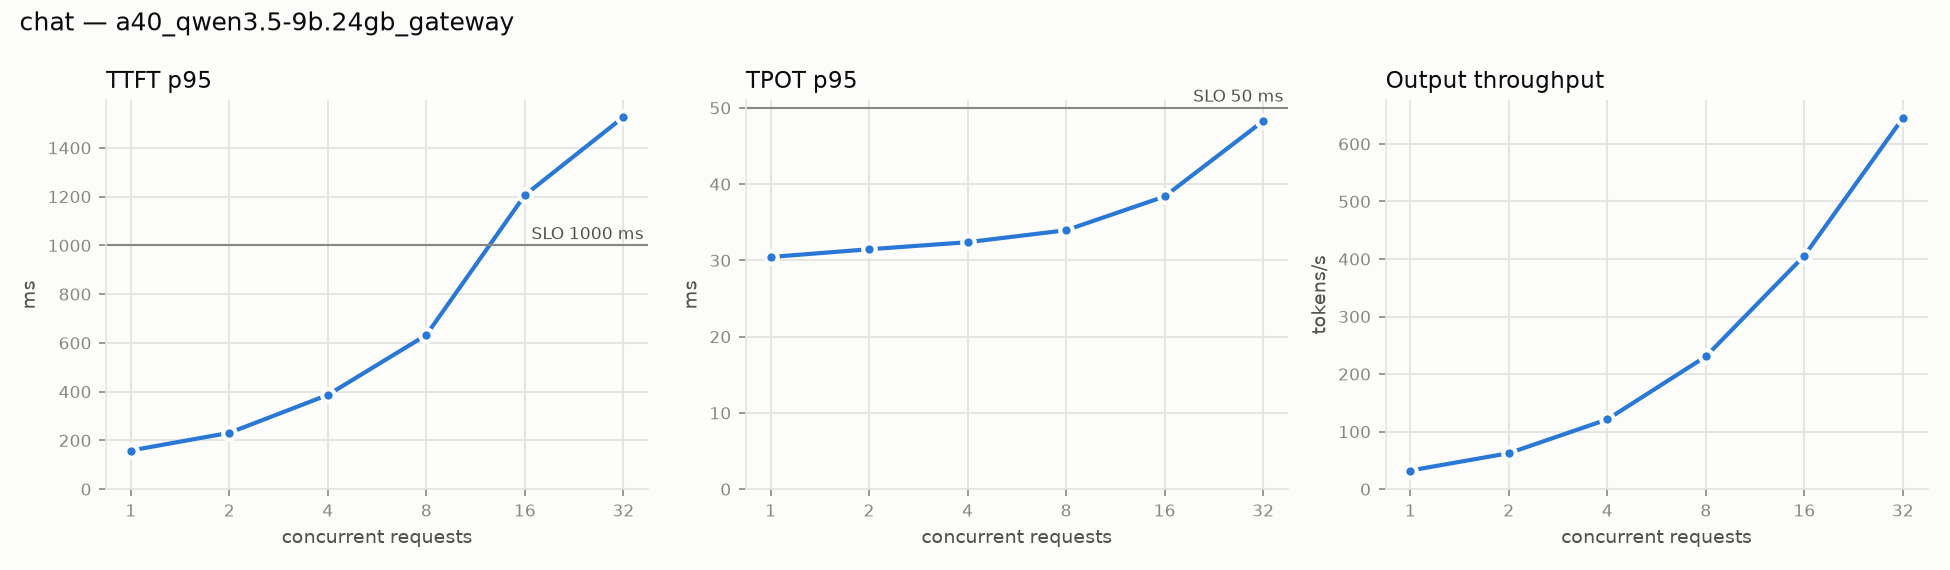 chat — a40_qwen3.5-9b.24gb_gateway
TTFT p95
ms
1400
1200
1000
800
600
400
200
0
SLO 1000 ms
1 2 4 8 16 32
concurrent requests
TPOT p95
ms
50
40
30
20
10
0
SLO 50 ms
1 2 4 8 16 32
concurrent requests
Output throughput
tokens/s
600
500
400
300
200
100
0
1 2 4 8 16 32
concurrent requests